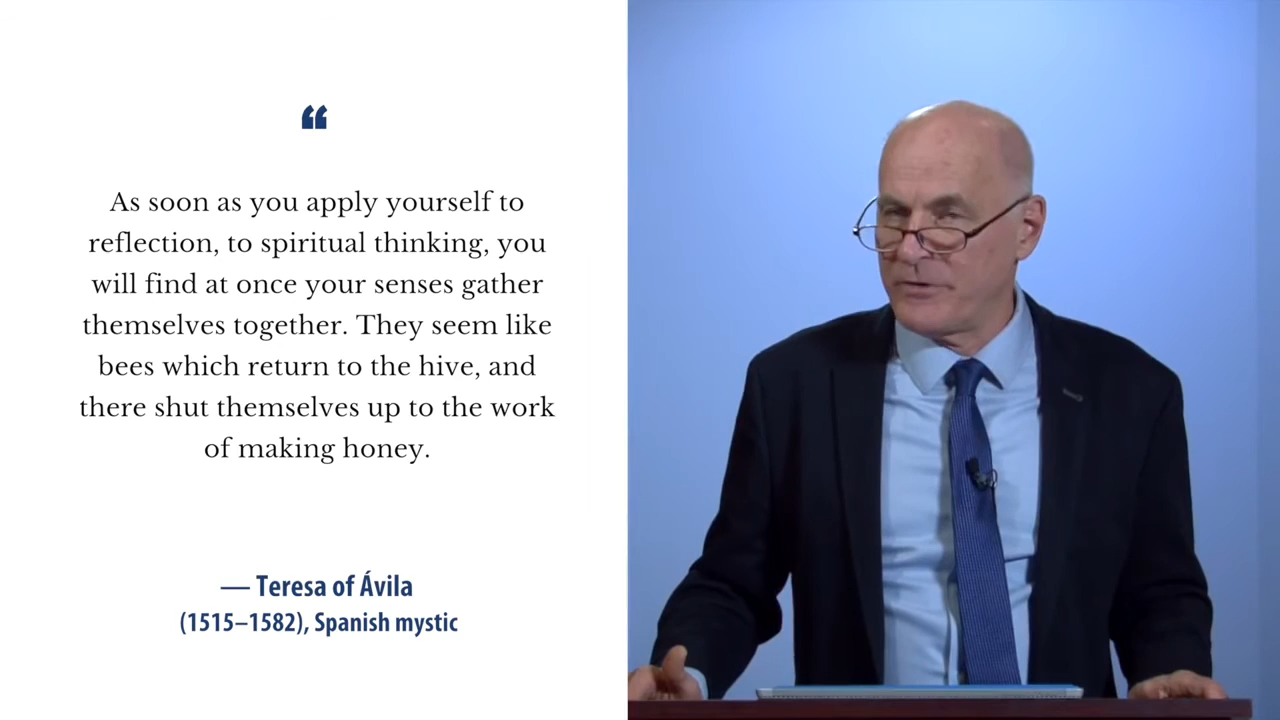 “
As soon as you apply yourself to
reflection, to spiritual thinking, you
will find at once your senses gather
themselves together. They seem like
bees which return to the hive, and
there shut themselves up to the work
of making honey.
— Teresa of Ávila
(1515–1582), Spanish mystic